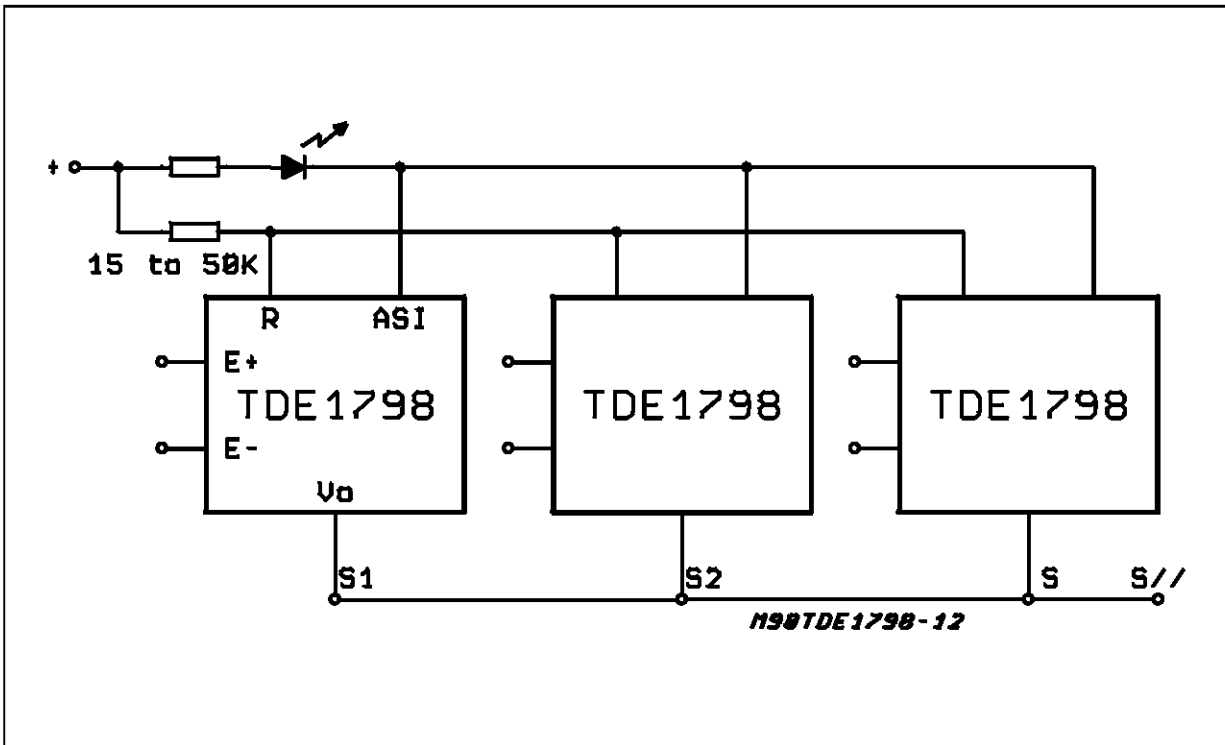 +
15 to 50K
R ASI
E+
TDE1798 TDE1798 TDE1798
E-
Vo
S1 S2 S S//
M90TDE1798-12